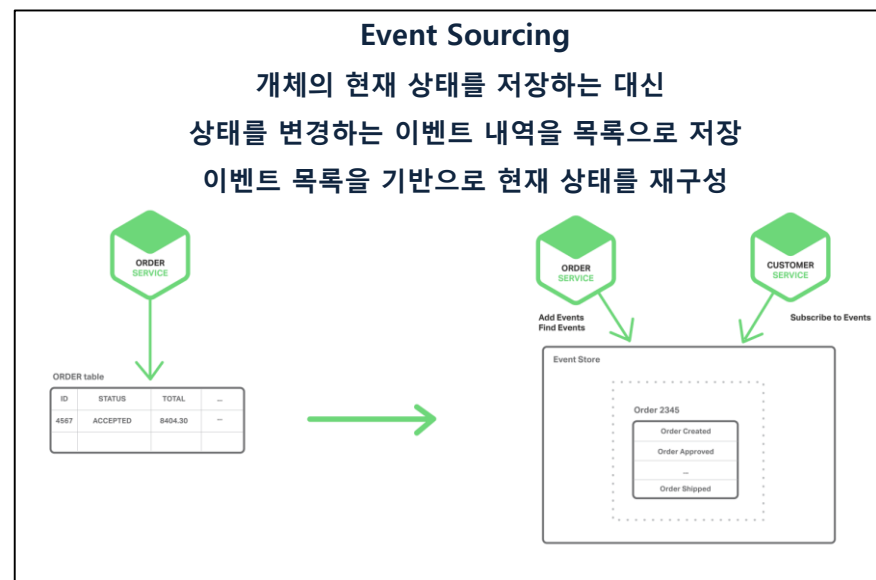 Event Sourcing
개체의 현재 상태를 저장하는 대신
상태를 변경하는 이벤트 내역을 목록으로 저장
이벤트 목록을 기반으로 현재 상태를 재구성
ORDER
SERVICE
ORDER table
ID STATUS TOTAL ...
4567 ACCEPTED 8404.30 ...
ORDER
SERVICE
CUSTOMER
SERVICE
Add Events
Find Events
Subscribe to Events
Event Store
Order 2345
Order Created
Order Approved
...
Order Shipped